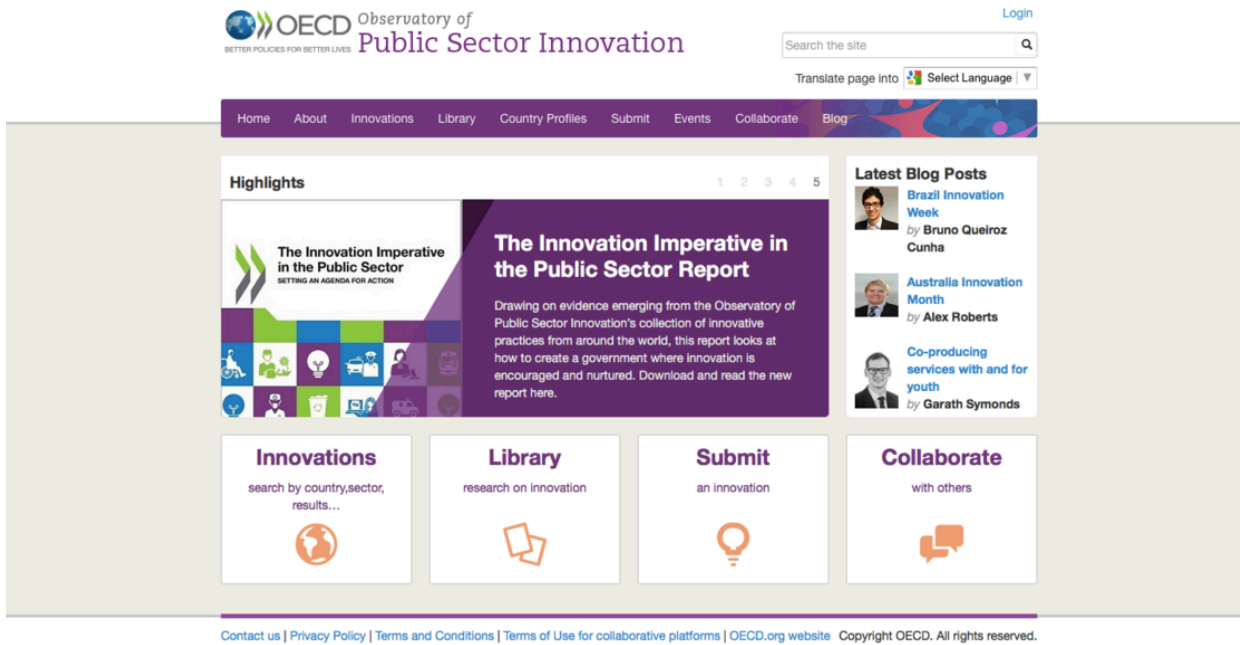 OECD
BETTER POLICIES FOR BETTER LIVES
Observatory of
Public Sector Innovation
Login
Search the site
Translate page into Select Language
Home About Innovations Library Country Profiles Submit Events Collaborate Blog
Highlights 1 2 3 4 5
The Innovation Imperative
in the Public Sector
SETTING AN AGENDA FOR ACTION
The Innovation Imperative in
the Public Sector Report
Drawing on evidence emerging from the Observatory of
Public Sector Innovation's collection of innovative
practices from around the world, this report looks at
how to create a government where innovation is
encouraged and nurtured. Download and read the new
report here.
Latest Blog Posts
Brazil Innovation
Week
by Bruno Queiroz
Cunha
Australia Innovation
Month
by Alex Roberts
Co-producing
services with and for
youth
by Garath Symonds
Innovations
search by country,sector,
results...
Library
research on innovation
Submit
an innovation
Collaborate
with others
Contact us | Privacy Policy | Terms and Conditions | Terms of Use for collaborative platforms | OECD.org website Copyright OECD. All rights reserved.